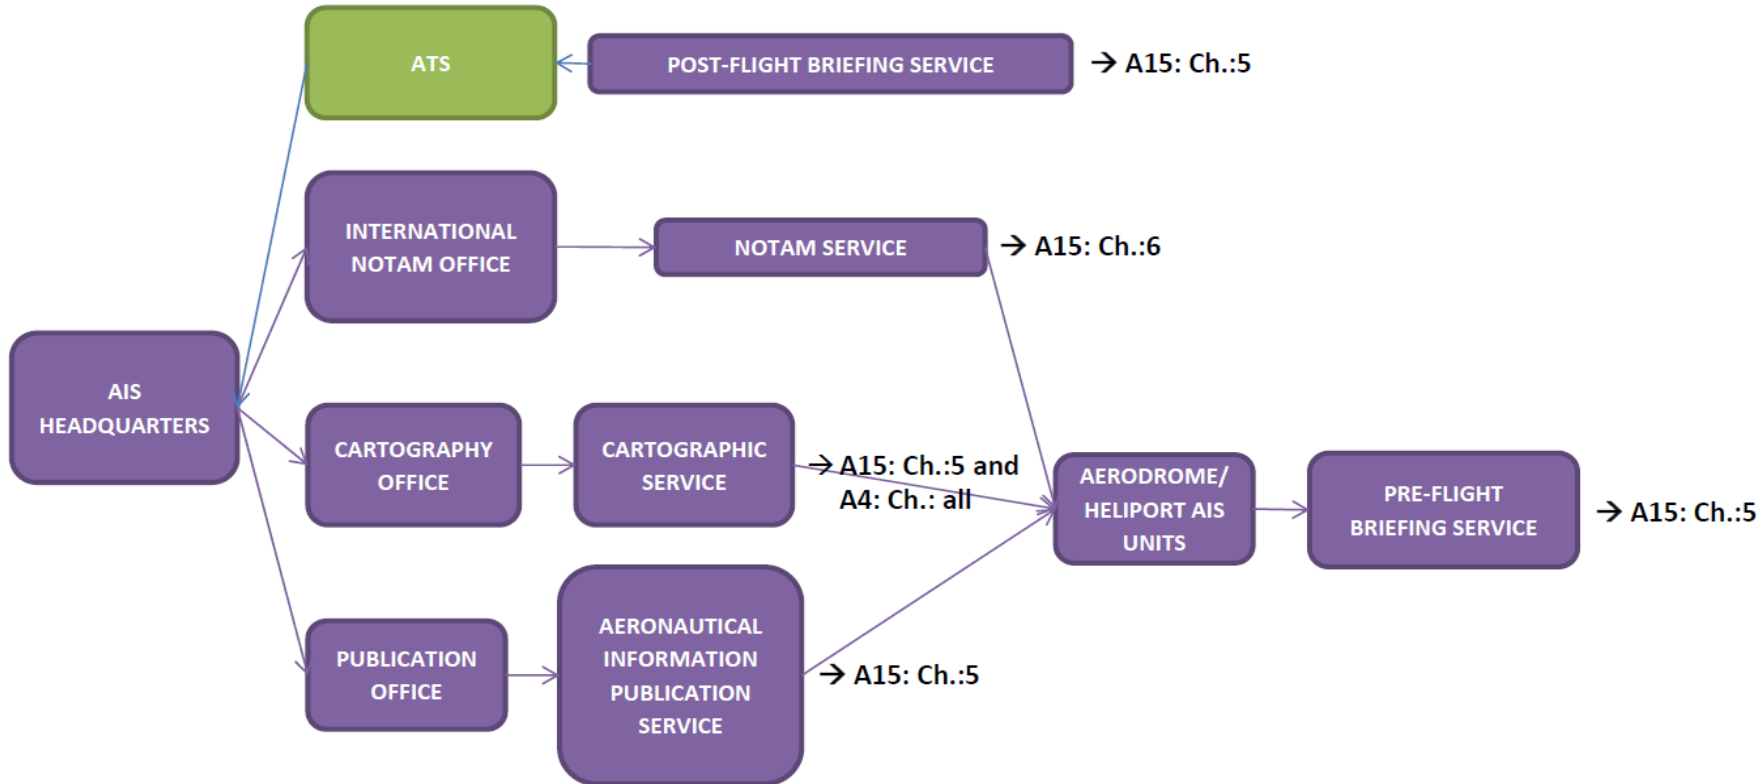 ATS
POST-FLIGHT BRIEFING SERVICE
→ A15: Ch.:5
INTERNATIONAL
NOTAM OFFICE
NOTAM SERVICE
→ A15: Ch.:6
AIS
HEADQUARTERS
CARTOGRAPHY
OFFICE
CARTOGRAPHIC
SERVICE
→ A15: Ch.:5 and
A4: Ch.: all
AERODROME/
HELIPORT AIS
UNITS
PRE-FLIGHT
BRIEFING SERVICE
→ A15: Ch.:5
PUBLICATION
OFFICE
AERONAUTICAL
INFORMATION
PUBLICATION
SERVICE
→ A15: Ch.:5